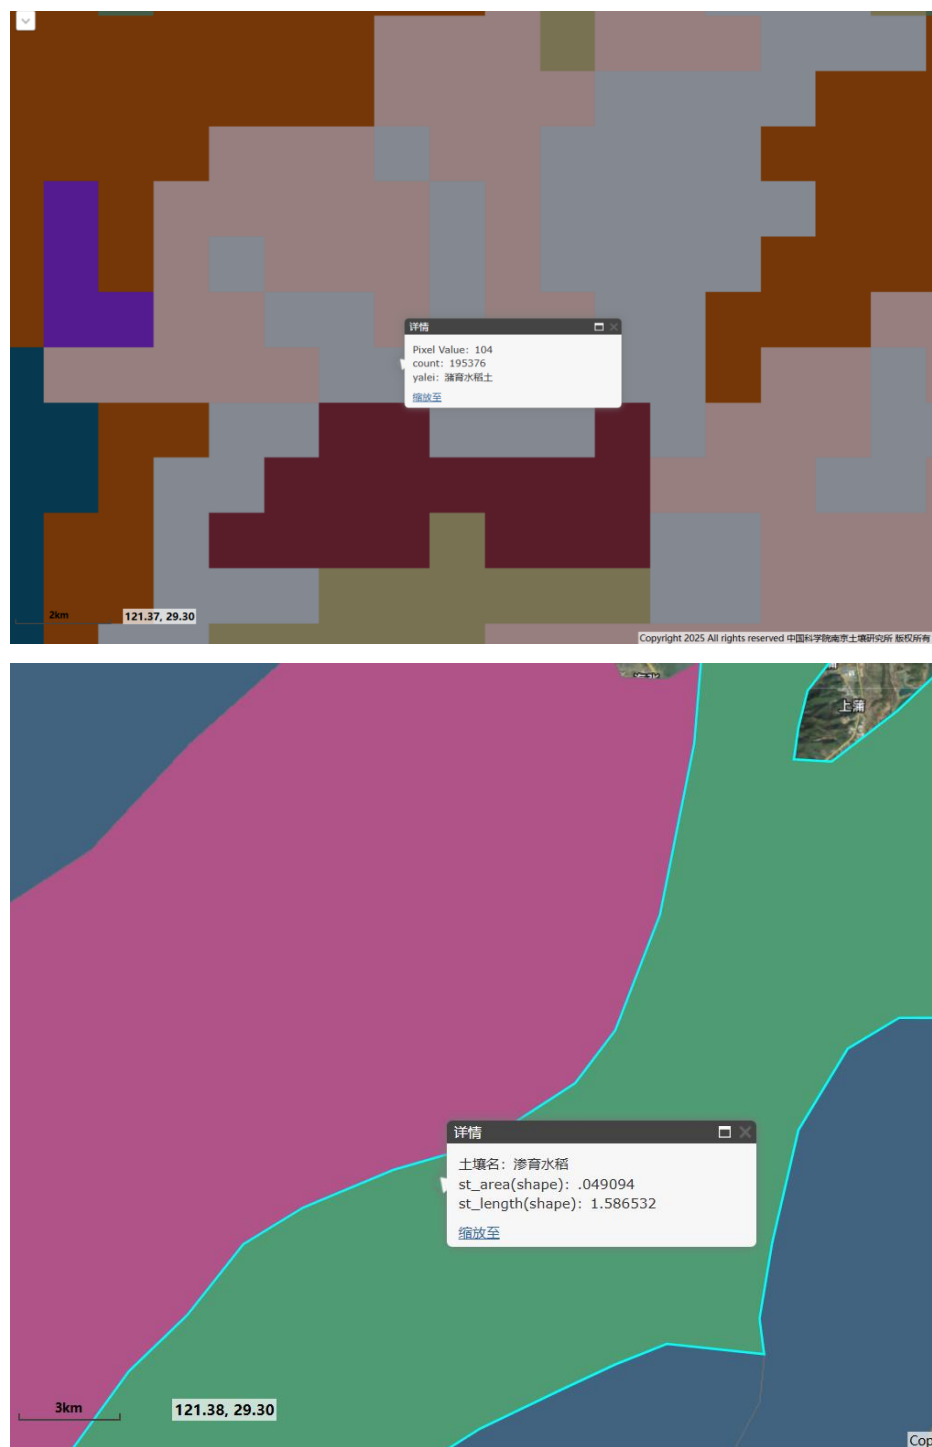 详情
Pixel Value: 104
count: 195376
yalei: 潴育水稻土
缩放至
2km
121.37, 29.30
Copyright 2025 All rights reserved 中国科学院南京土壤研究所 版权所有
上蒲
详情
土壤名: 渗育水稻
st_area(shape): .049094
st_length(shape): 1.586532
缩放至
3km
121.38, 29.30
Cop